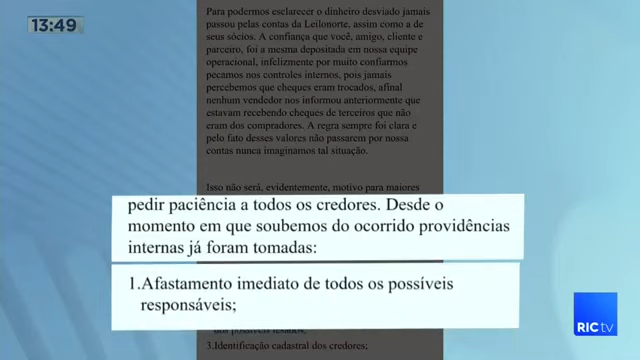 13:49
Para podermos esclarecer o dinheiro desviado jamais
passou pelas contas da Leilonorte, assim como a de
seus sócios. A confiança que você, amigo, cliente e
parceiro, foi a mesma depositada em nossa equipe
operacional, infelizmente por muito confiarmos
pecamos nos controles internos, pois jamais
percebemos que cheques eram trocados, afinal
nenhum vendedor nos informou anteriormente que
estavam recebendo cheques de terceiros que não
eram dos compradores. A regra sempre foi clara e
pelo fato desses valores não passarem por nossa
contas nunca imaginamos tal situação.
Isso não será, evidentemente, motivo para maiores
pedir paciência a todos os credores. Desde o
momento em que soubemos do ocorrido providências
internas já foram tomadas:
1.Afastamento imediato de todos os possíveis
responsáveis;
3.Identificação cadastral dos credores;
RIC tv